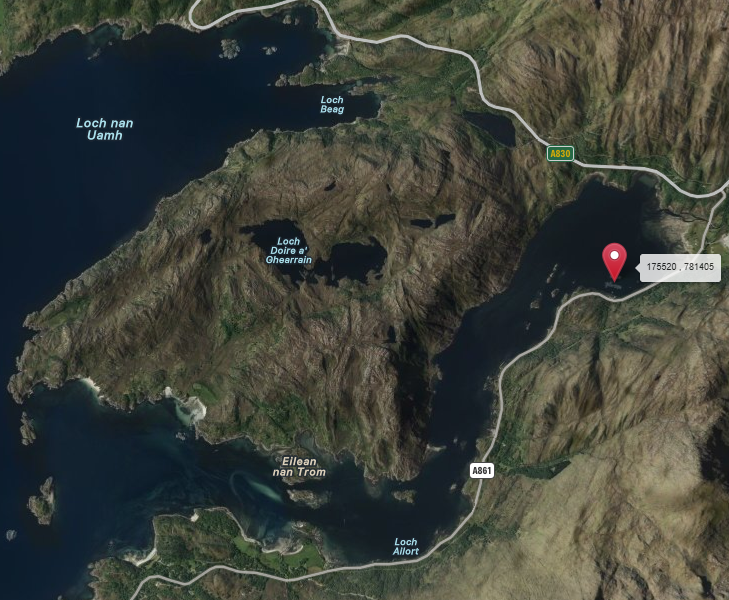 Loch nan
Uamh
Loch
Beag
A830
Loch
Doire a'
Ghearrain
175520 , 781405
Eilean
nan Trom
A861
Loch
Ailort